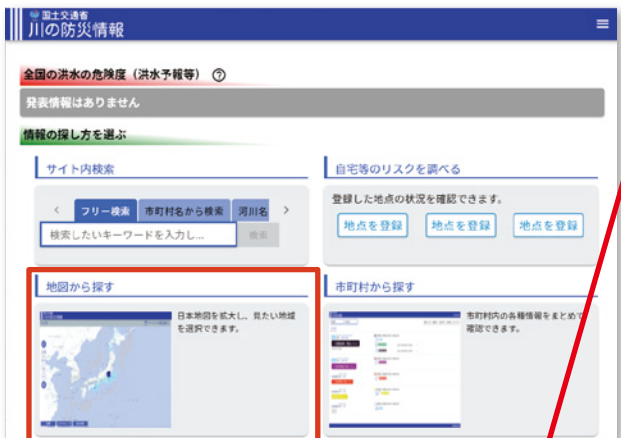 国土交通省
川の防災情報
全国の洪水の危険度（洪水予報等） ?
発表情報はありません
情報の探し方を選ぶ
サイト内検索
< フリー検索 市町村名から検索 河川名 >
検索したいキーワードを入力し... 検索
自宅等のリスクを調べる
登録した地点の状況を確認できます。
地点を登録 地点を登録 地点を登録
地図から探す
日本地図を拡大し、見たい地域
を選択できます。
市町村から探す
市町村内の各種情報をまとめて
確認できます。